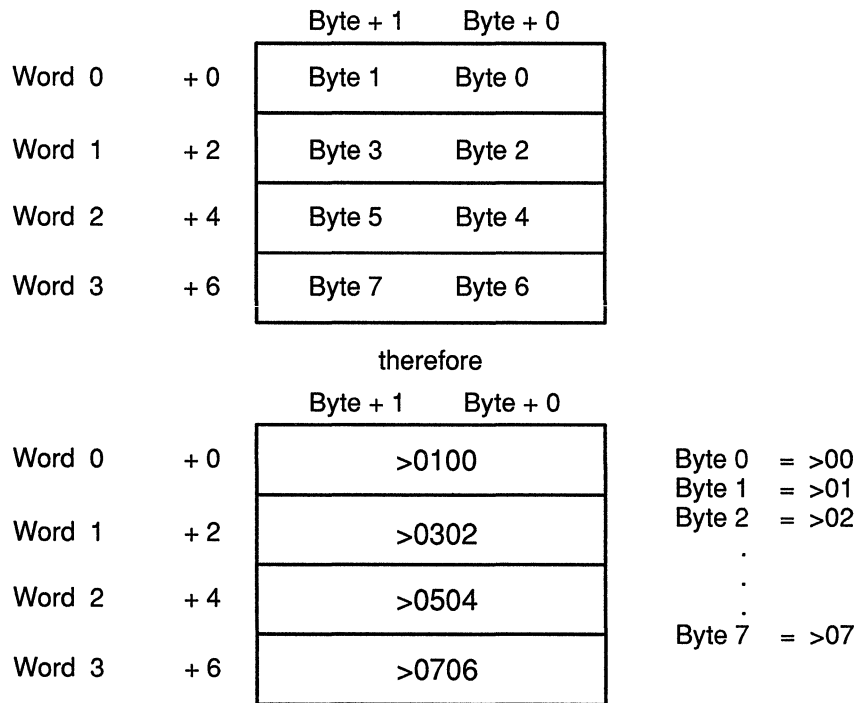 Byte + 1 Byte + 0
Word 0 + 0 Byte 1 Byte 0
Word 1 + 2 Byte 3 Byte 2
Word 2 + 4 Byte 5 Byte 4
Word 3 + 6 Byte 7 Byte 6
therefore
Byte + 1 Byte + 0
Word 0 + 0 >0100 Byte 0 = >00
Byte 1 = >01
Byte 2 = >02
Word 1 + 2 >0302
.
.
Word 2 + 4 >0504
.
Byte 7 = >07
Word 3 + 6 >0706